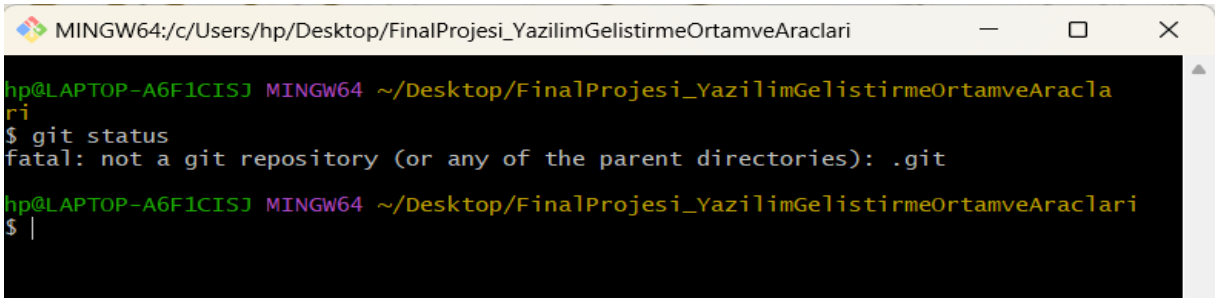 MINGW64:/c/Users/hp/Desktop/FinalProjesi_YazilimGelistirmeOrtamveAraclari
hp@LAPTOP-A6F1CISJ MINGW64 ~/Desktop/FinalProjesi_YazilimGelistirmeOrtamveAracla
ri
$ git status
fatal: not a git repository (or any of the parent directories): .git
hp@LAPTOP-A6F1CISJ MINGW64 ~/Desktop/FinalProjesi_YazilimGelistirmeOrtamveAraclari
$